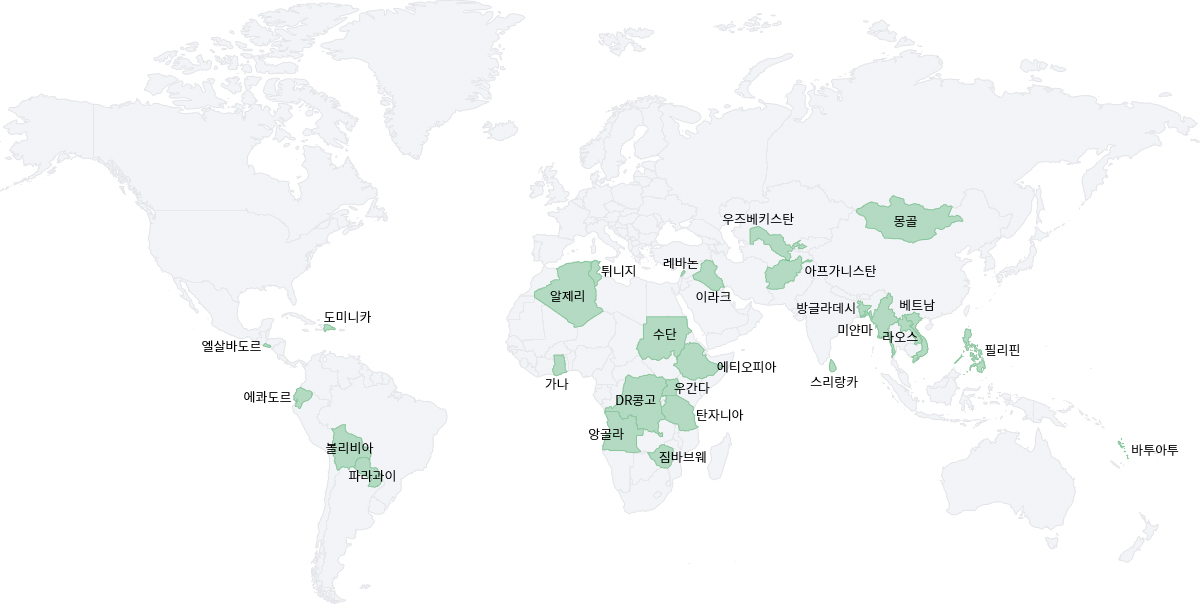 우즈베키스탄
몽골
레바논
아프가니스탄
튀니지
알제리
이라크
방글라데시
베트남
도미니카
미얀마
라오스
수단
엘살바도르
필리핀
에티오피아
가나
스리랑카
우간다
에콰도르
DR콩고
탄자니아
앙골라
볼리비아
바투아투
짐바브웨
파라과이